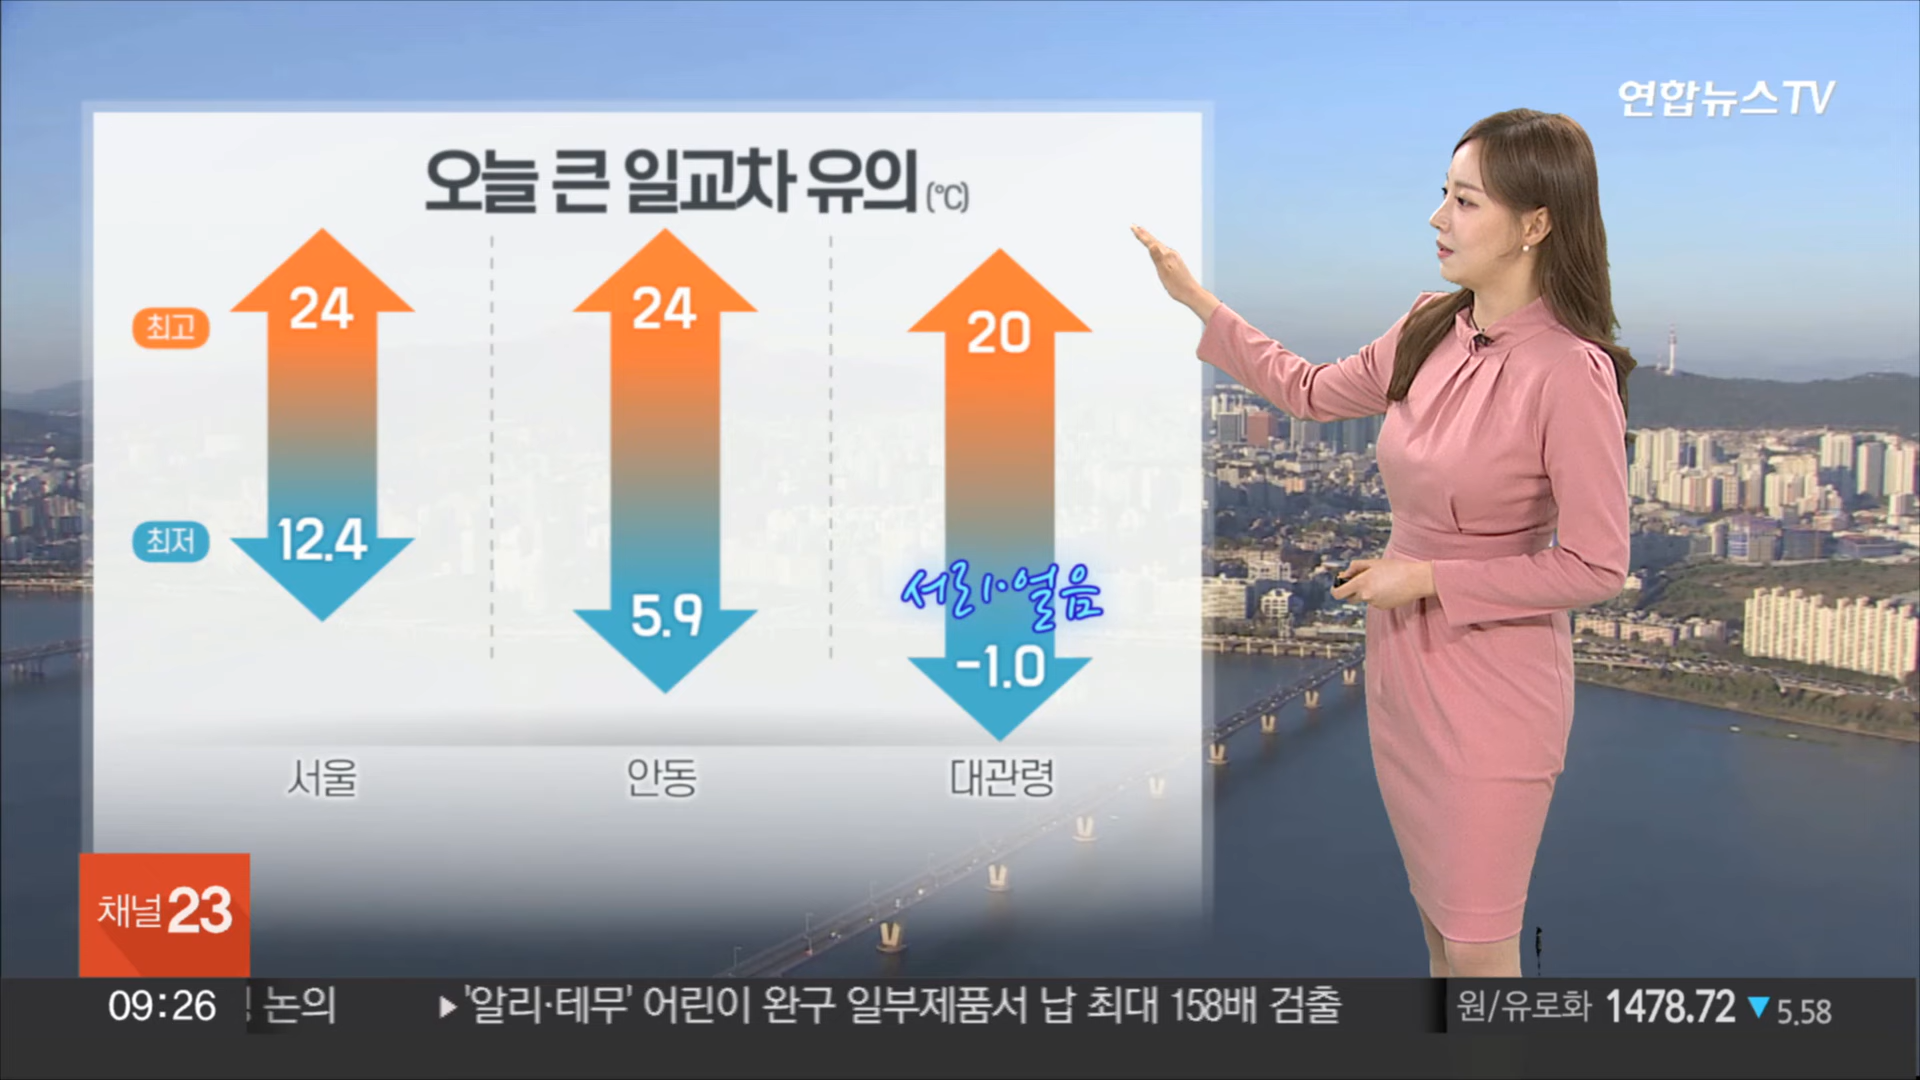 연합뉴스TV
오늘 큰 일교차 유의 (℃)
최고 24 24 20
최저 12.4 5.9 -1.0
서리·얼음
서울 안동 대관령
채널 23
09:26 논의 ▶'알리·테무' 어린이 완구 일부제품서 납 최대 158배 검출 원/유로화 1478.72 ▼ 5.58